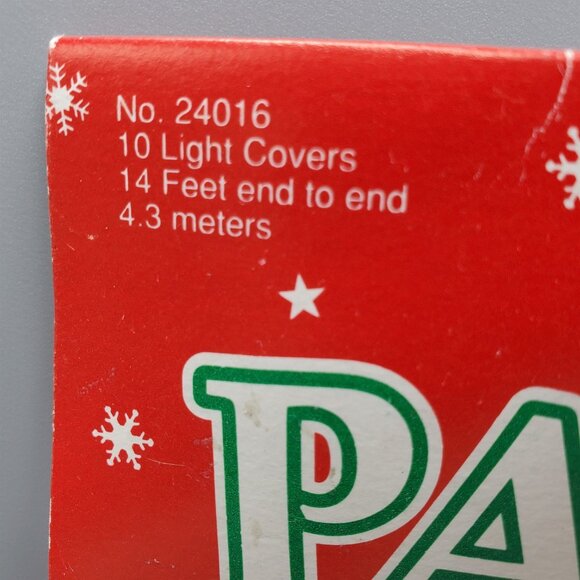 No. 24016
10 Light Covers
14 Feet end to end
4.3 meters
PA